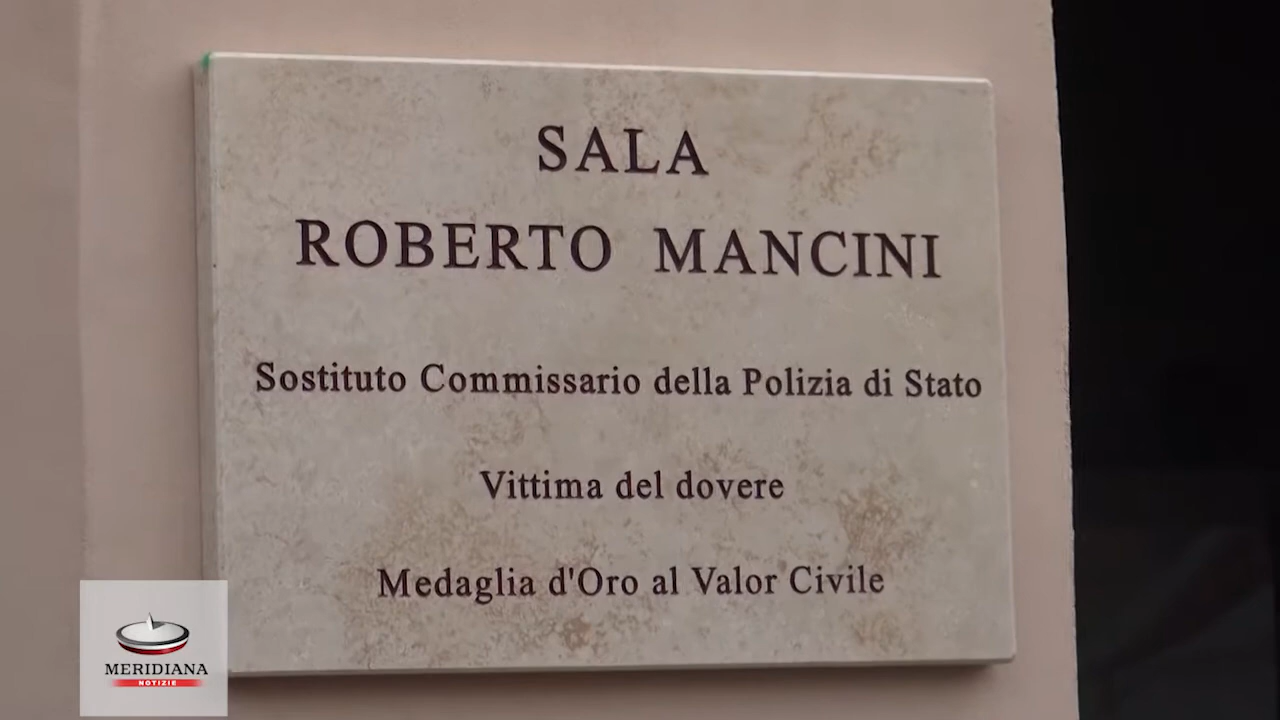 SALA
ROBERTO MANCINI
Sostituto Commissario della Polizia di Stato
Vittima del dovere
Medaglia d'Oro al Valor Civile
MERIDIANA
NOTIZIE